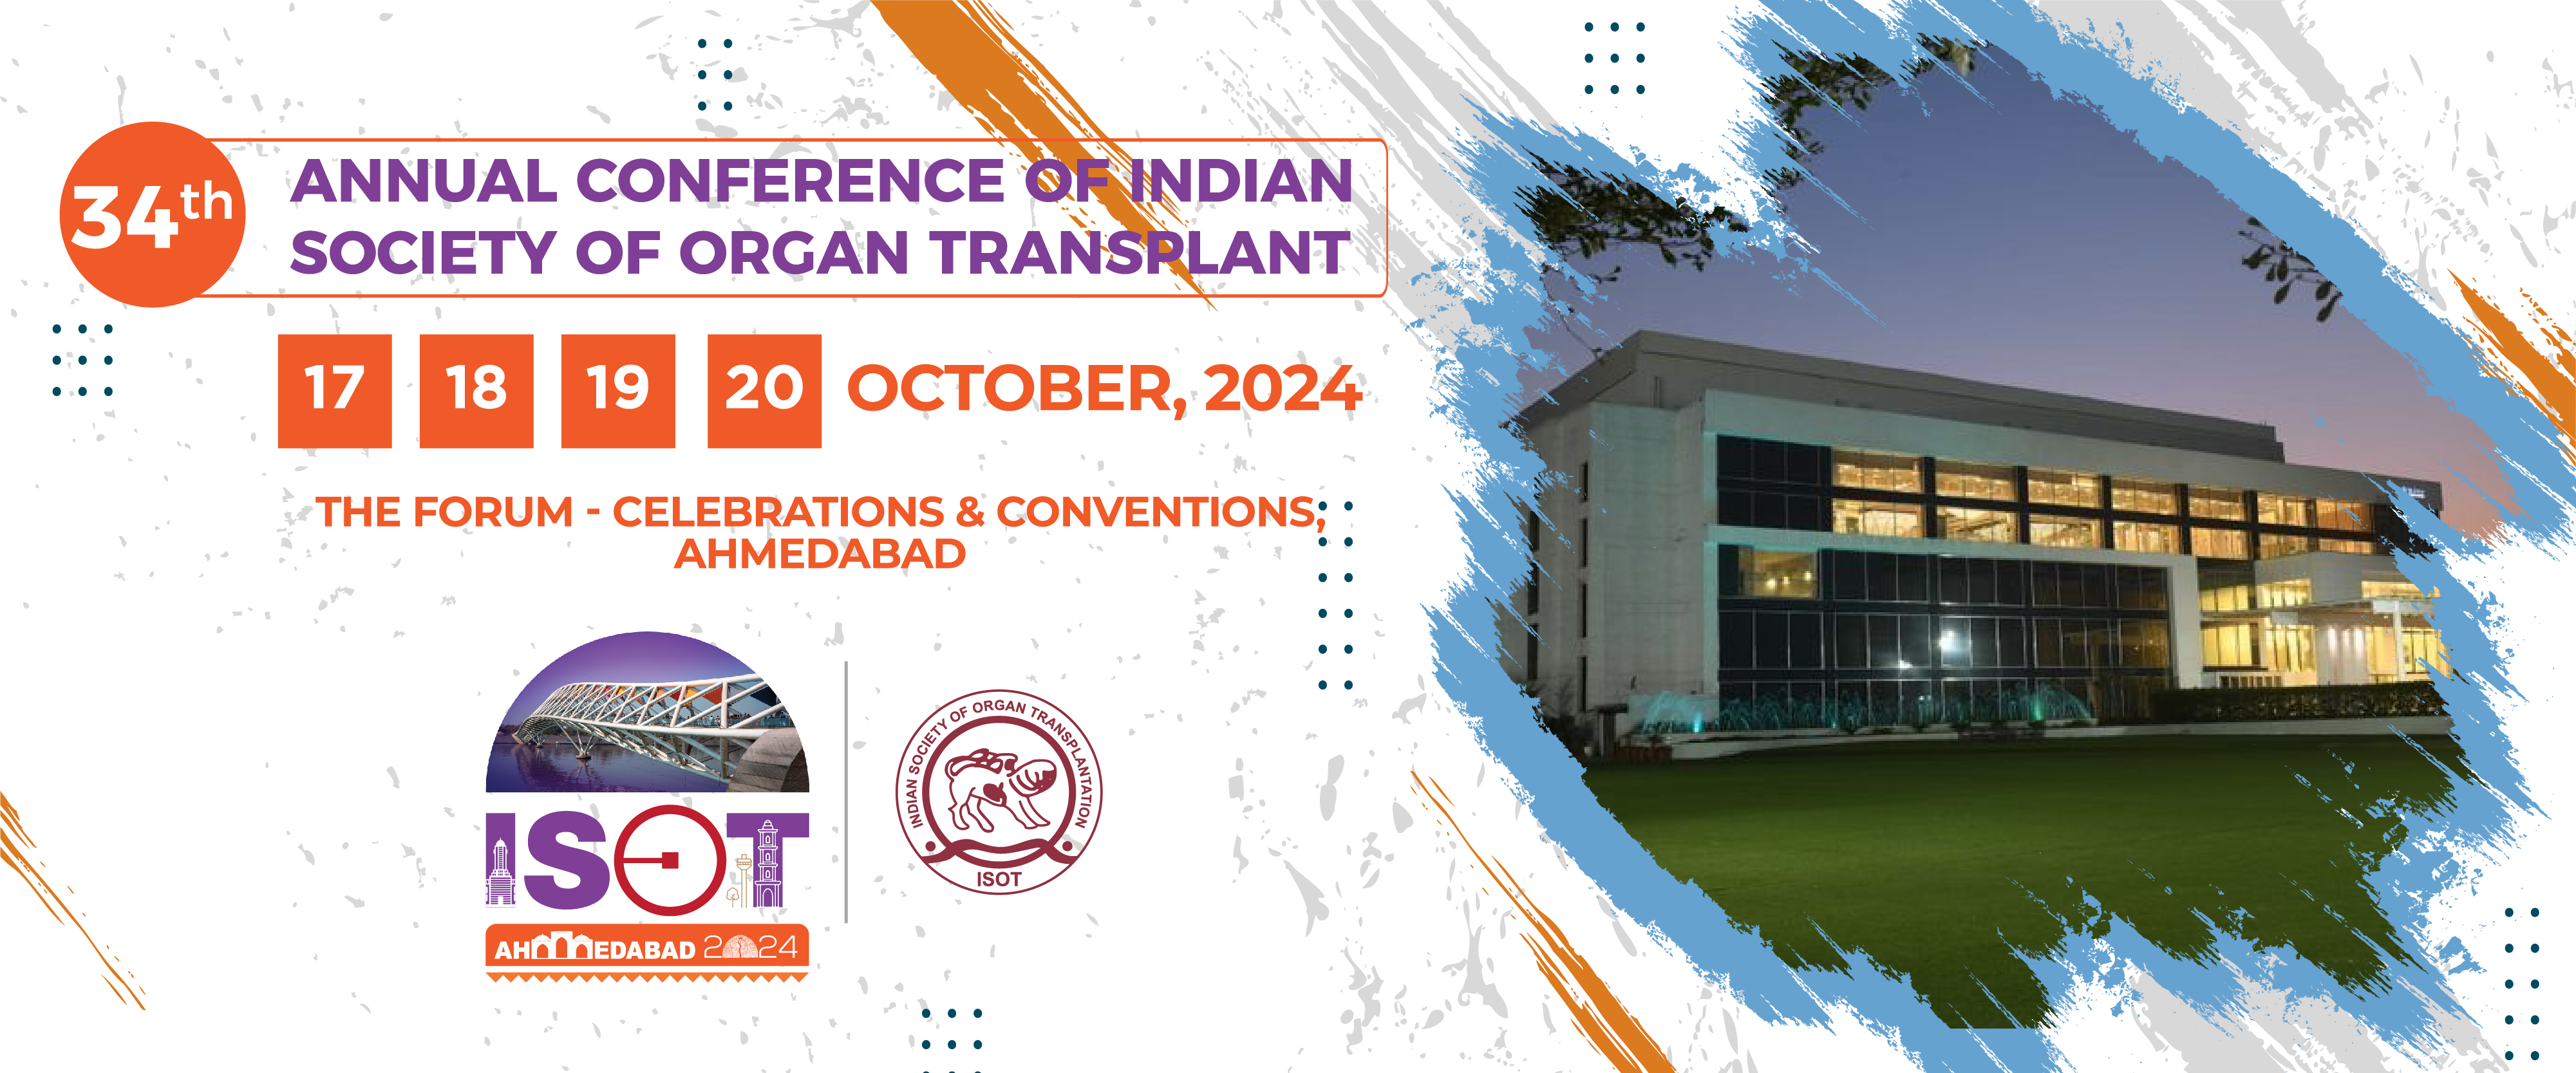 34th
ANNUAL CONFERENCE OF INDIAN
SOCIETY OF ORGAN TRANSPLANT
17 18 19 20 OCTOBER, 2024
THE FORUM - CELEBRATIONS & CONVENTIONS,
AHMEDABAD
ISOT
AHMEDABAD 2024
INDIAN SOCIETY OF ORGAN TRANSPLANTATION
ISOT